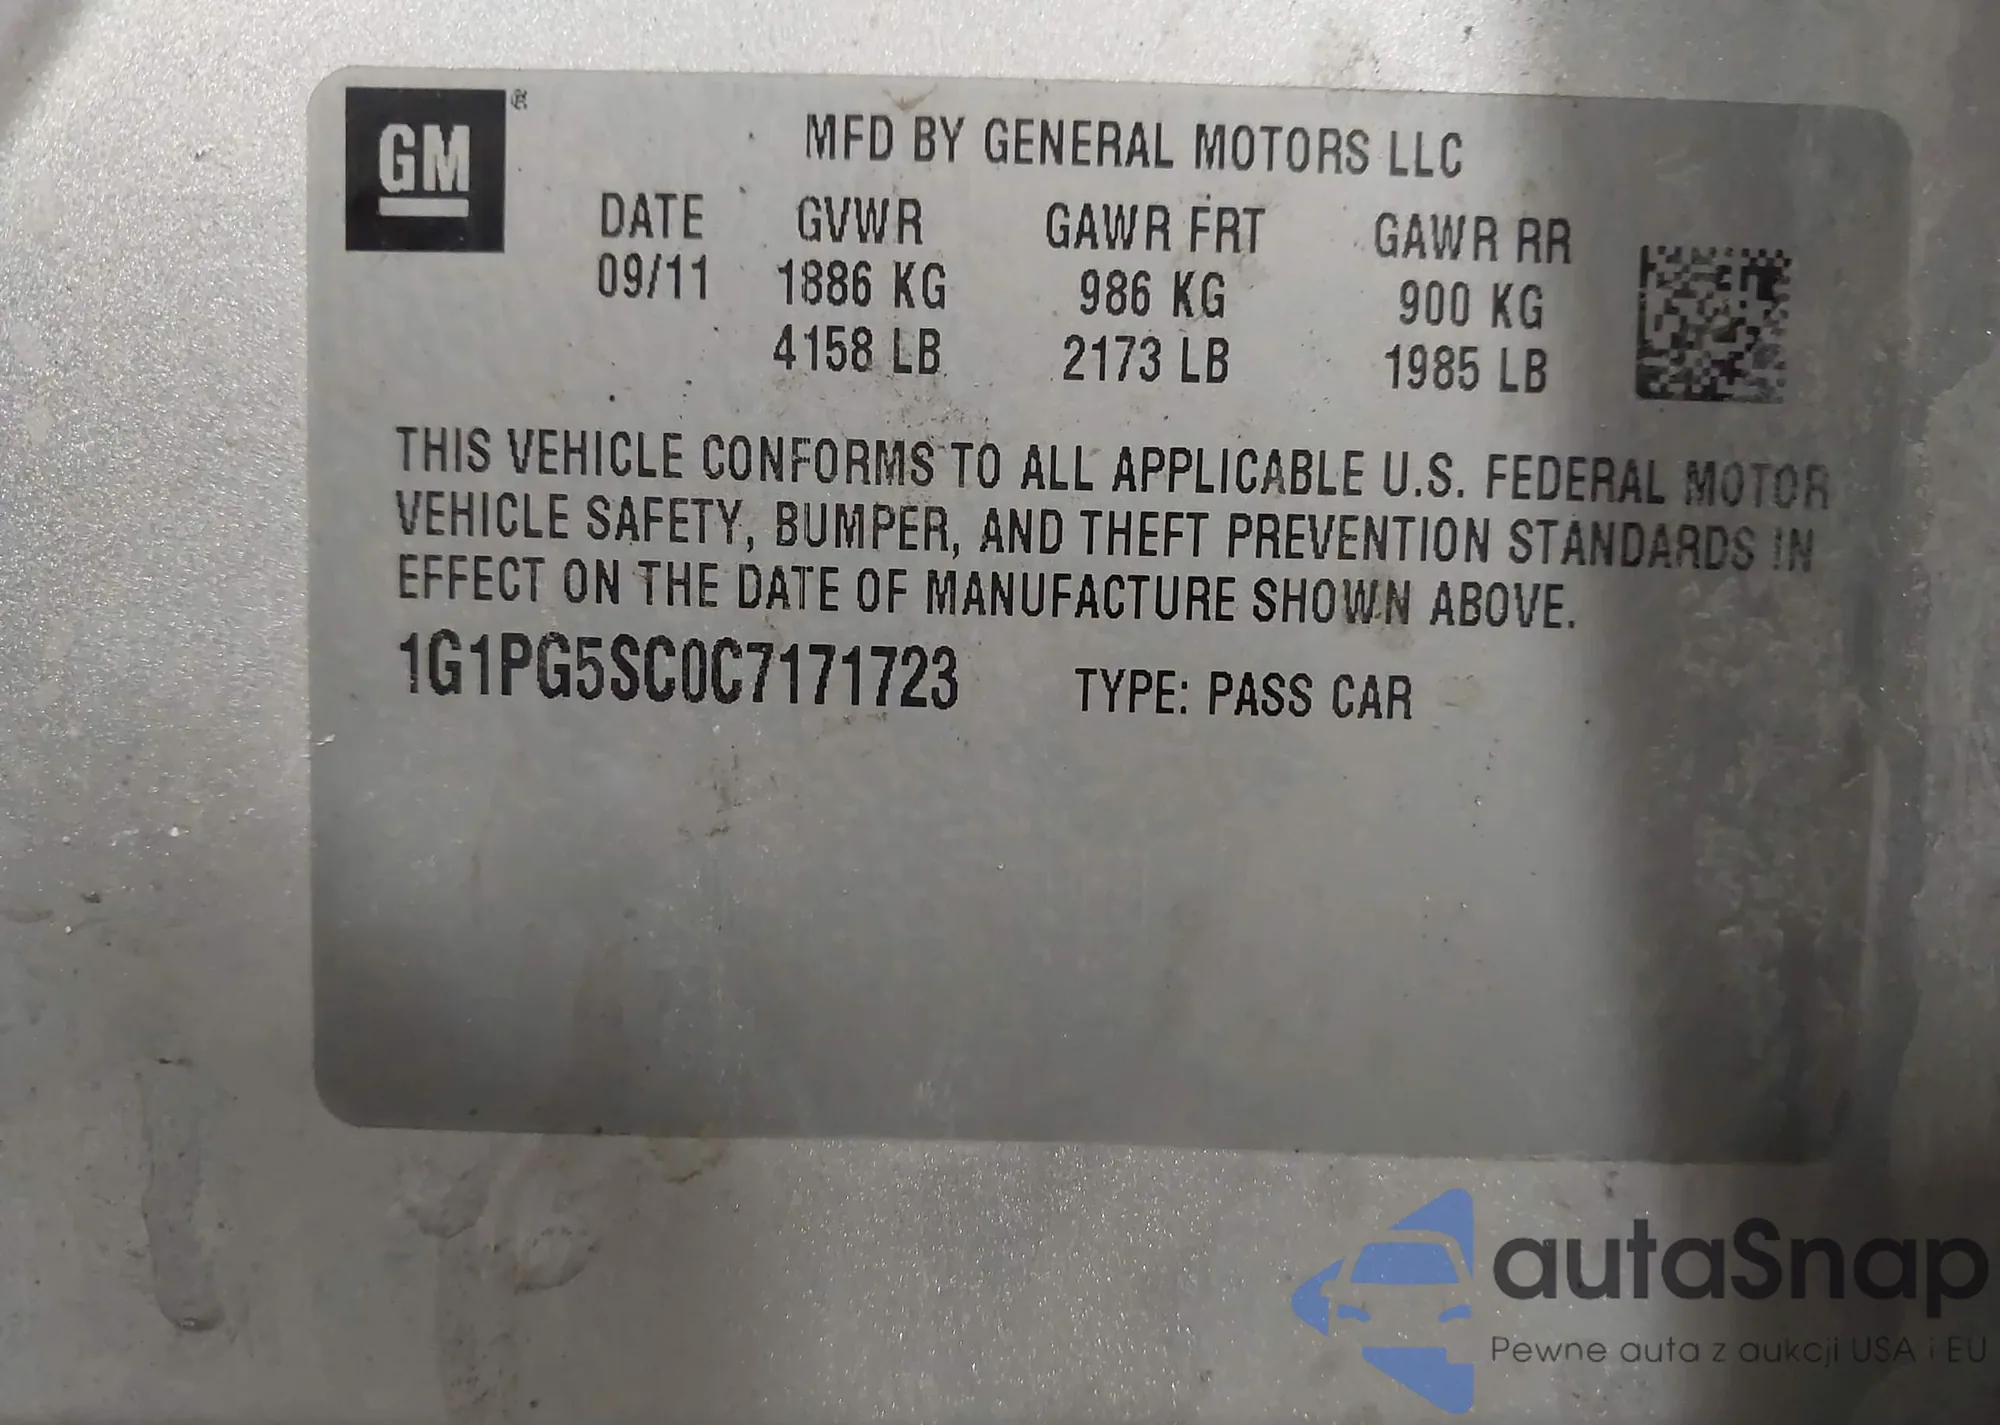 GM ®
MFD BY GENERAL MOTORS LLC
DATE GVWR GAWR FRT GAWR RR
09/11 1886 KG 986 KG 900 KG
4158 LB 2173 LB 1985 LB
THIS VEHICLE CONFORMS TO ALL APPLICABLE U.S. FEDERAL MOTOR
VEHICLE SAFETY, BUMPER, AND THEFT PREVENTION STANDARDS IN
EFFECT ON THE DATE OF MANUFACTURE SHOWN ABOVE.
1G1PG5SC0C7171723 TYPE: PASS CAR
autaSnap
Pewne auta z aukcji USA i EU